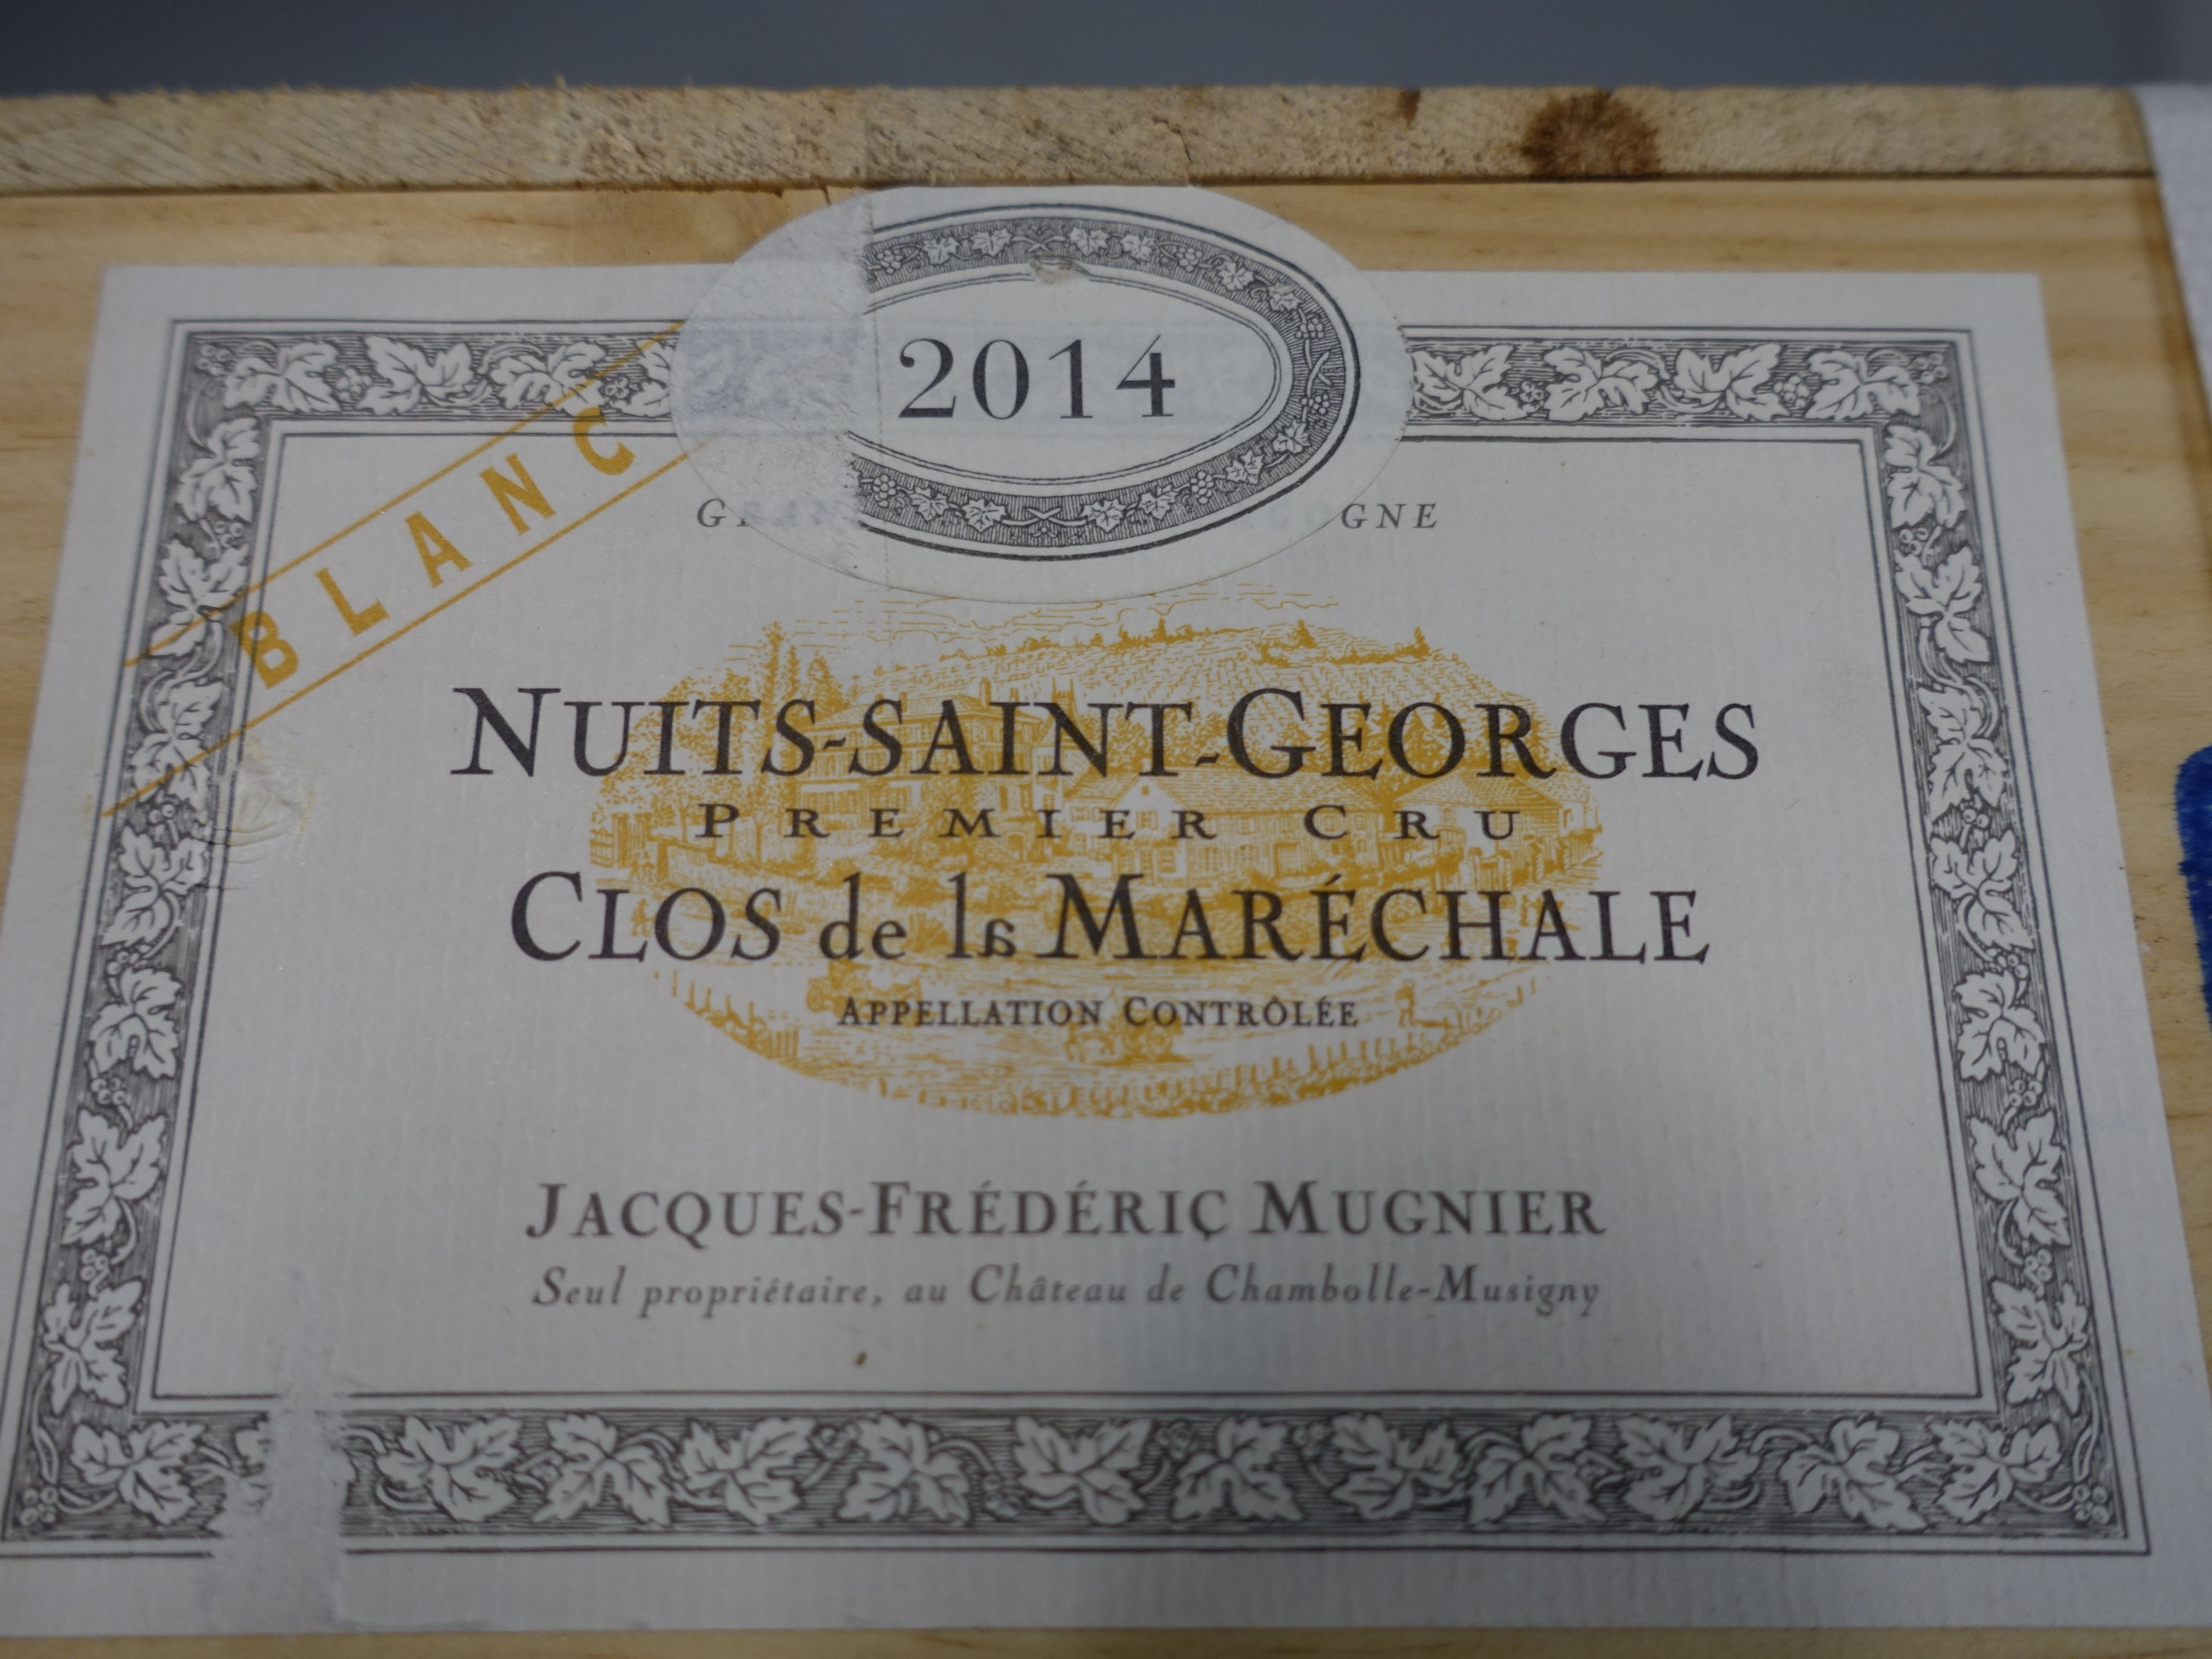 2014
BLANC
GNE
NUITS-SAINT-GEORGES
PREMIER CRU
CLOS de la MARÉCHALE
APPELLATION CONTRÔLÉE
JACQUES-FRÉDÉRIC MUGNIER
Seul propriétaire, au Château de Chambolle-Musigny